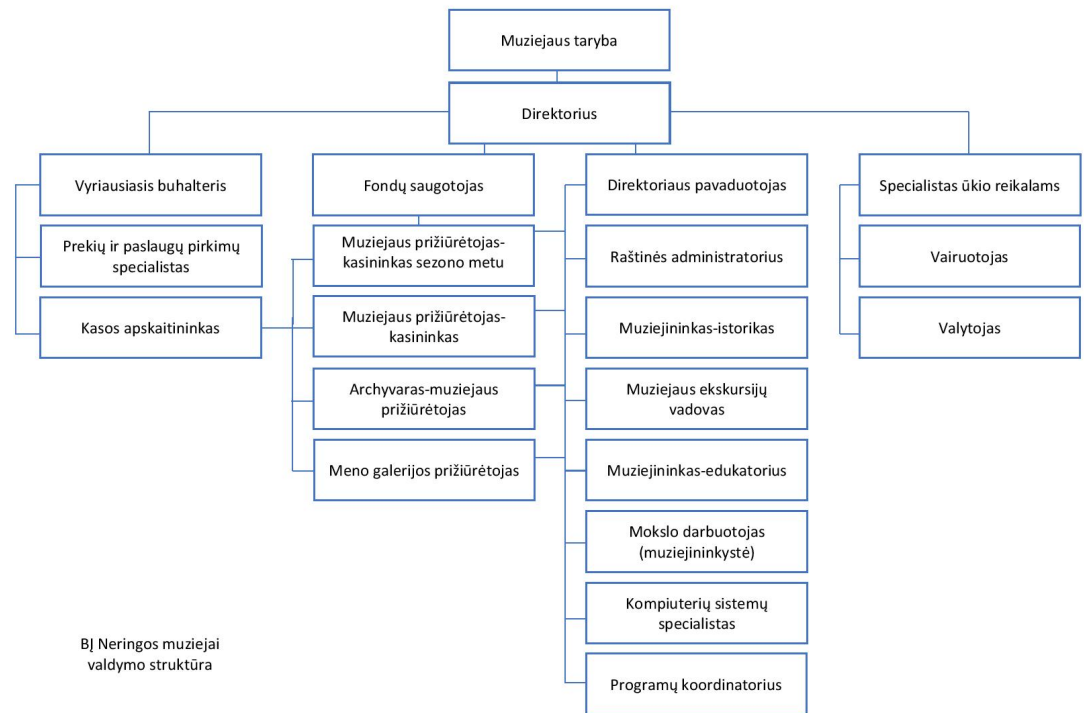 Muziejaus taryba
Direktorius
Vyriausiasis buhalteris
Prekių ir paslaugų pirkimų
specialistas
Kasos apskaitininkas
Fondų saugotojas
Muziejaus prižiūrėtojas-
kasininkas sezono metu
Muziejaus prižiūrėtojas-
kasininkas
Archyvaras-muziejaus
prižiūrėtojas
Meno galerijos prižiūrėtojas
Direktoriaus pavaduotojas
Raštinės administratorius
Muziejininkas-istorikas
Muziejaus ekskursijų
vadovas
Muziejininkas-edukatorius
Mokslo darbuotojas
(muziejininkystė)
Kompiuterių sistemų
specialistas
Programų koordinatorius
Specialistas ūkio reikalams
Vairuotojas
Valytojas
BĮ Neringos muziejai
valdymo struktūra